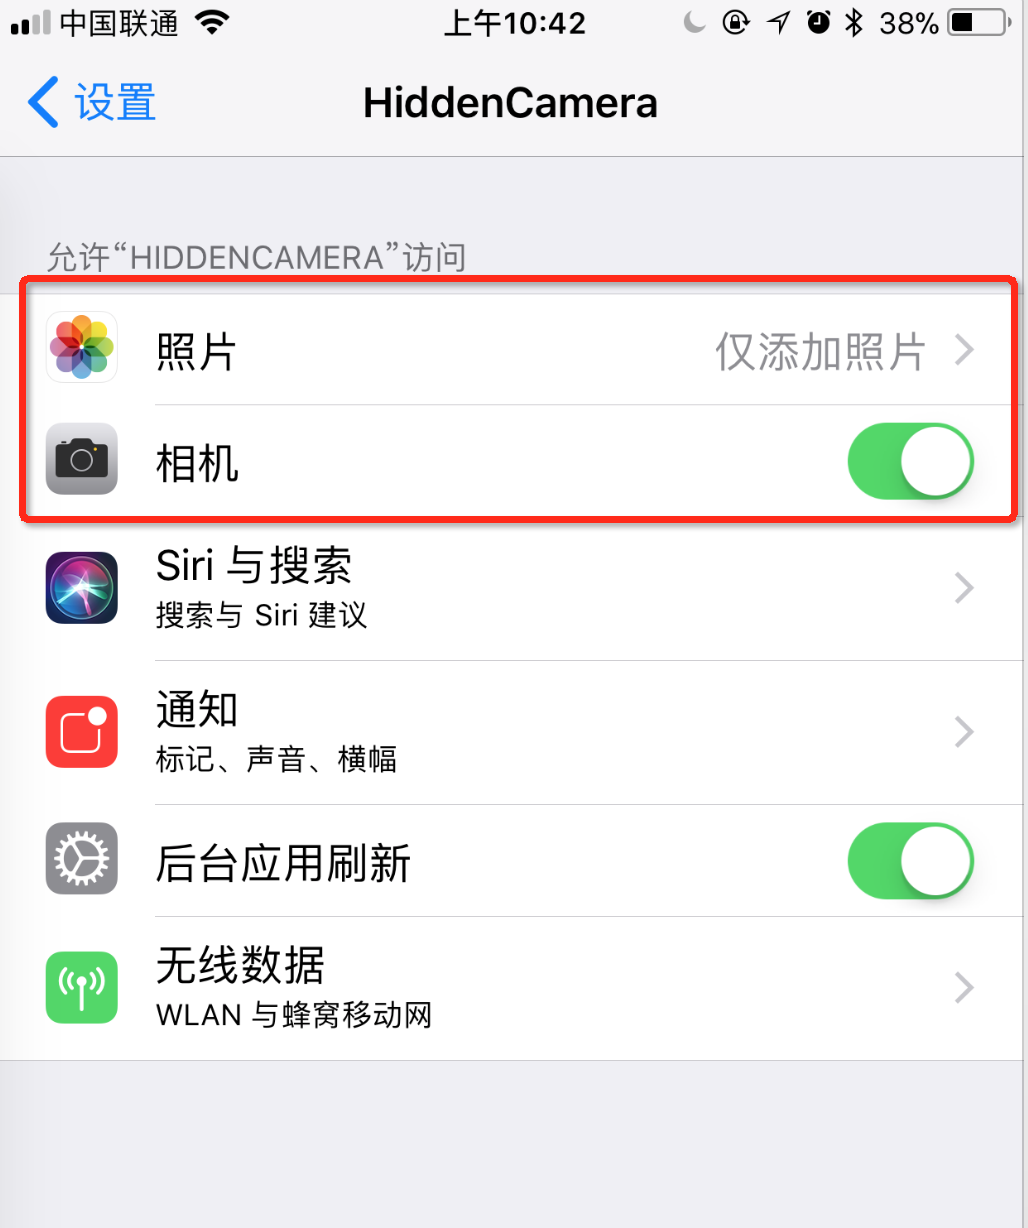 中国联通 上午10:42 38%
设置 HiddenCamera
允许“HIDDENCAMERA”访问
照片 仅添加照片
相机
Siri 与搜索
搜索与 Siri 建议
通知
标记、声音、横幅
后台应用刷新
无线数据
WLAN 与蜂窝移动网